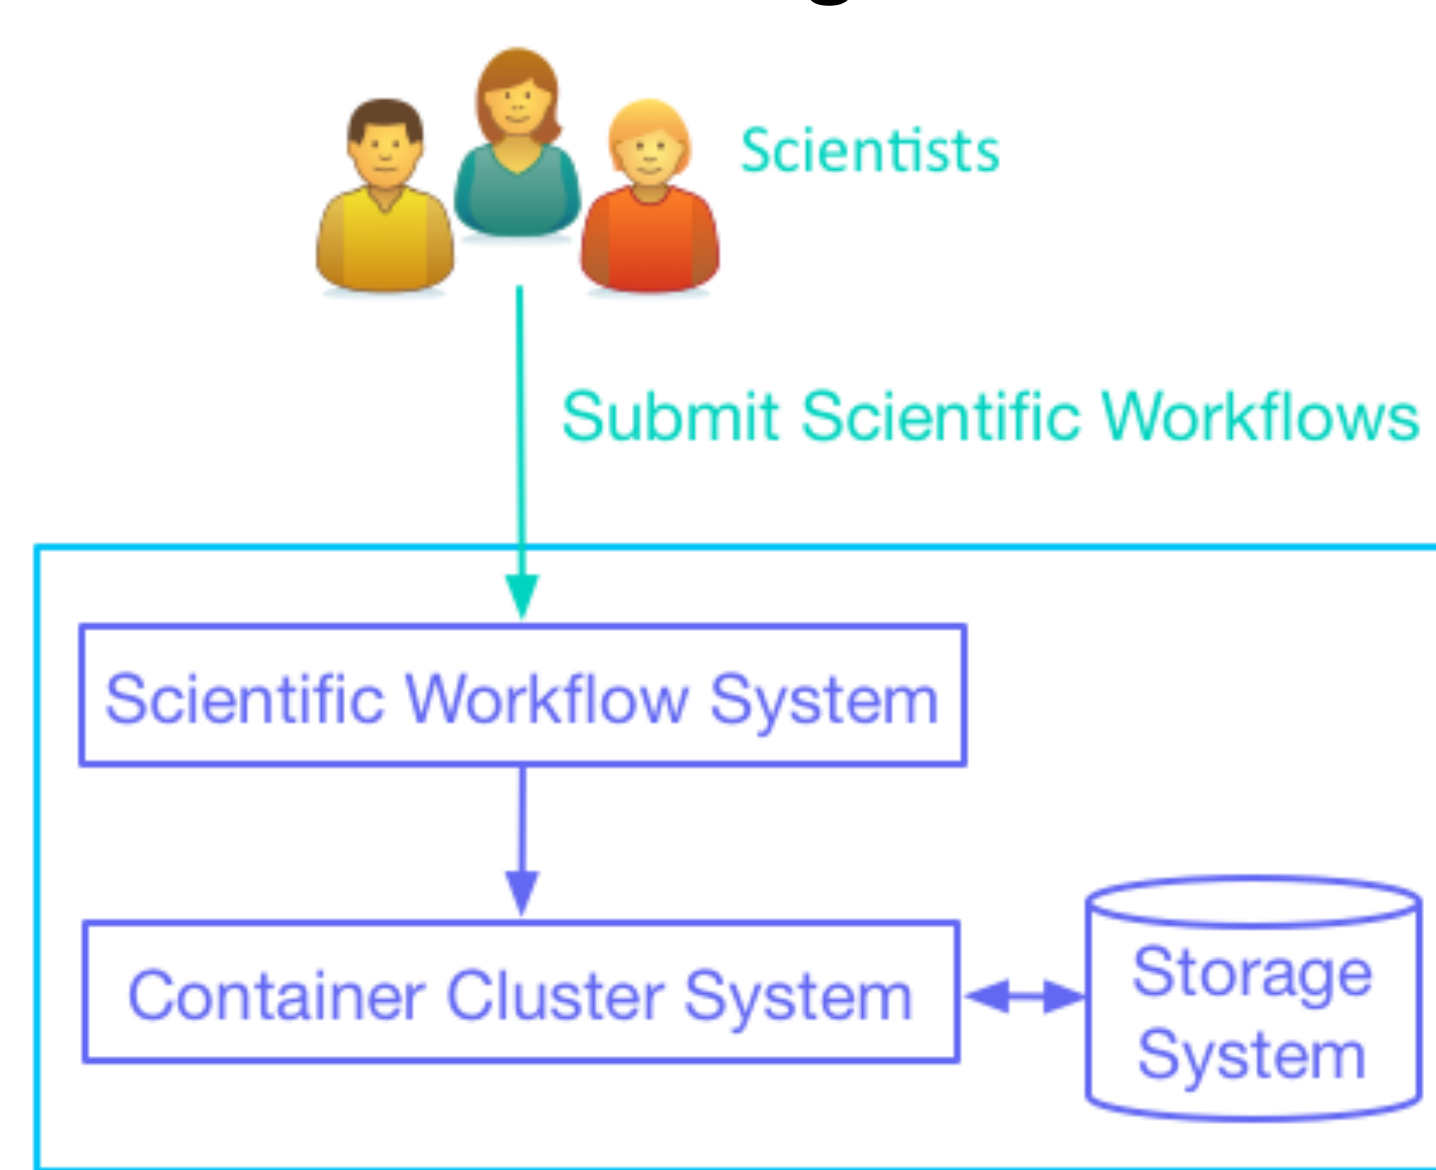 Scientists
Submit Scientific Workflows
Scientific Workflow System
Container Cluster System
Storage
System